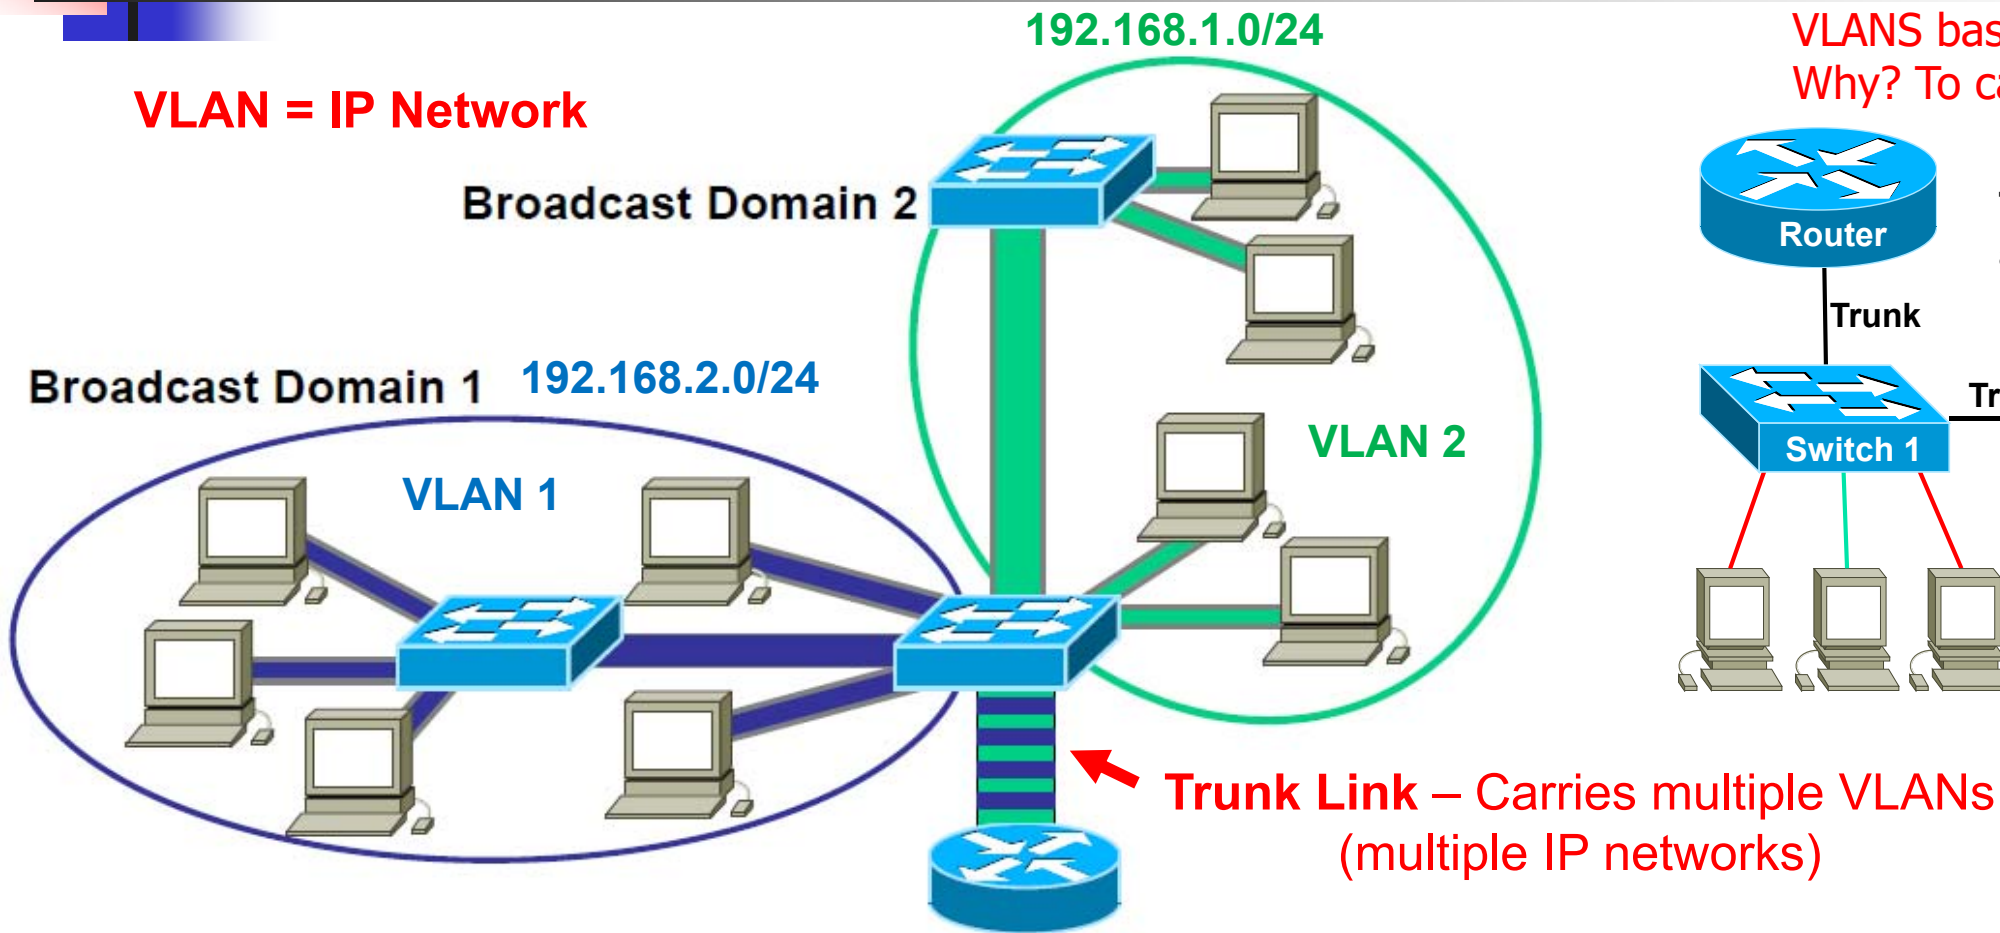 192.168.1.0/24
VLAN = IP Network
Broadcast Domain 2
Broadcast Domain 1
192.168.2.0/24
VLAN 1
VLAN 2
Trunk Link – Carries multiple VLANs
(multiple IP networks)
VLANS
Why? To
Router
Trunk
Switch 1